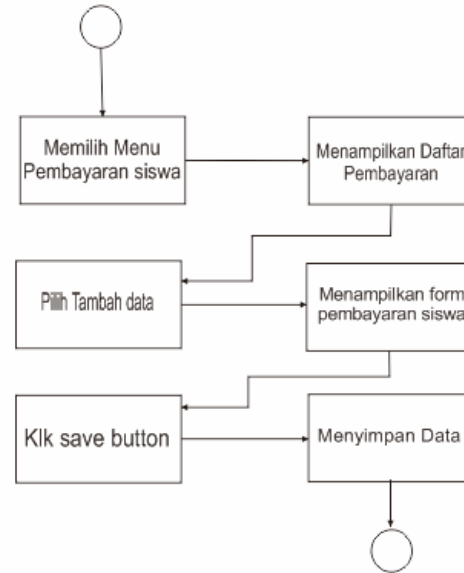 Memilih Menu
Pembayaran siswa
Menampilkan Daftar
Pembayaran
Pilih Tambah data
Menampilkan form
pembayaran siswa
Klk save button
Menyimpan Data